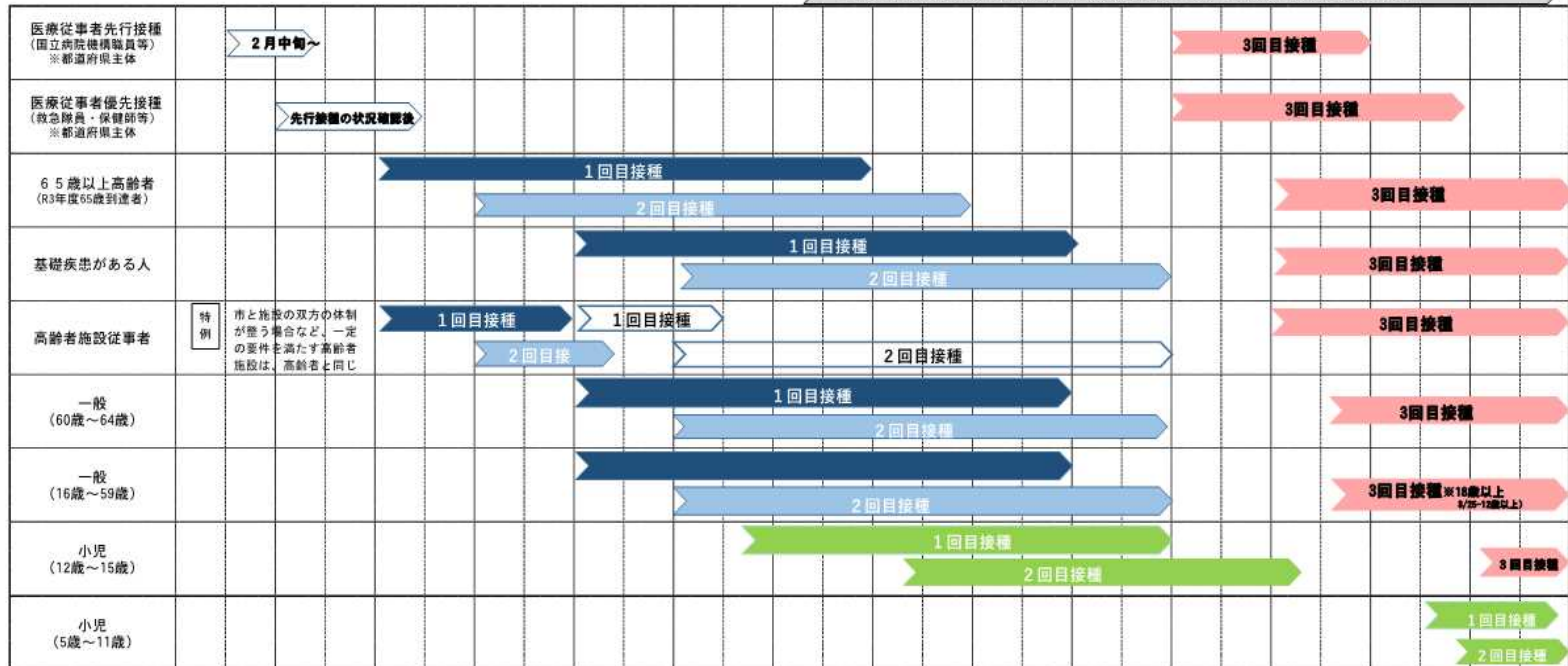 医療従事者先行接種
(国立病院機構職員等)
※都道府県主体
2月中旬～
3回目接種
医療従事者優先接種
(救急隊員・保健師等)
※都道府県主体
先行接種の状況確認後
3回目接種
65歳以上高齢者
(R3年度65歳到達者)
1回目接種
2回目接種
3回目接種
基礎疾患がある人
1回目接種
2回目接種
3回目接種
高齢者施設従事者
特例
市と施設の双方の体制
が整う場合など、一定
の要件を満たす高齢者
施設は、高齢者と同じ
1回目接種
1回目接種
2回目接
2回目接種
3回目接種
一般
(60歳～64歳)
1回目接種
2回目接種
3回目接種
一般
(16歳～59歳)
2回目接種
3回目接種※18歳以上
3/25~12歳以上)
小児
(12歳～15歳)
1回目接種
2回目接種
3回目接種
小児
(5歳～11歳)
1回目接種
2回目接種